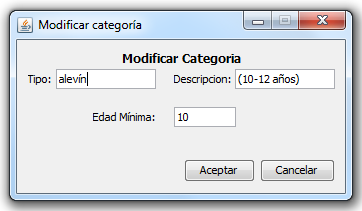 Modificar categoría
Modificar Categoria
Tipo: alevín Descripcion: (10-12 años)
Edad Mínima: 10
Aceptar Cancelar